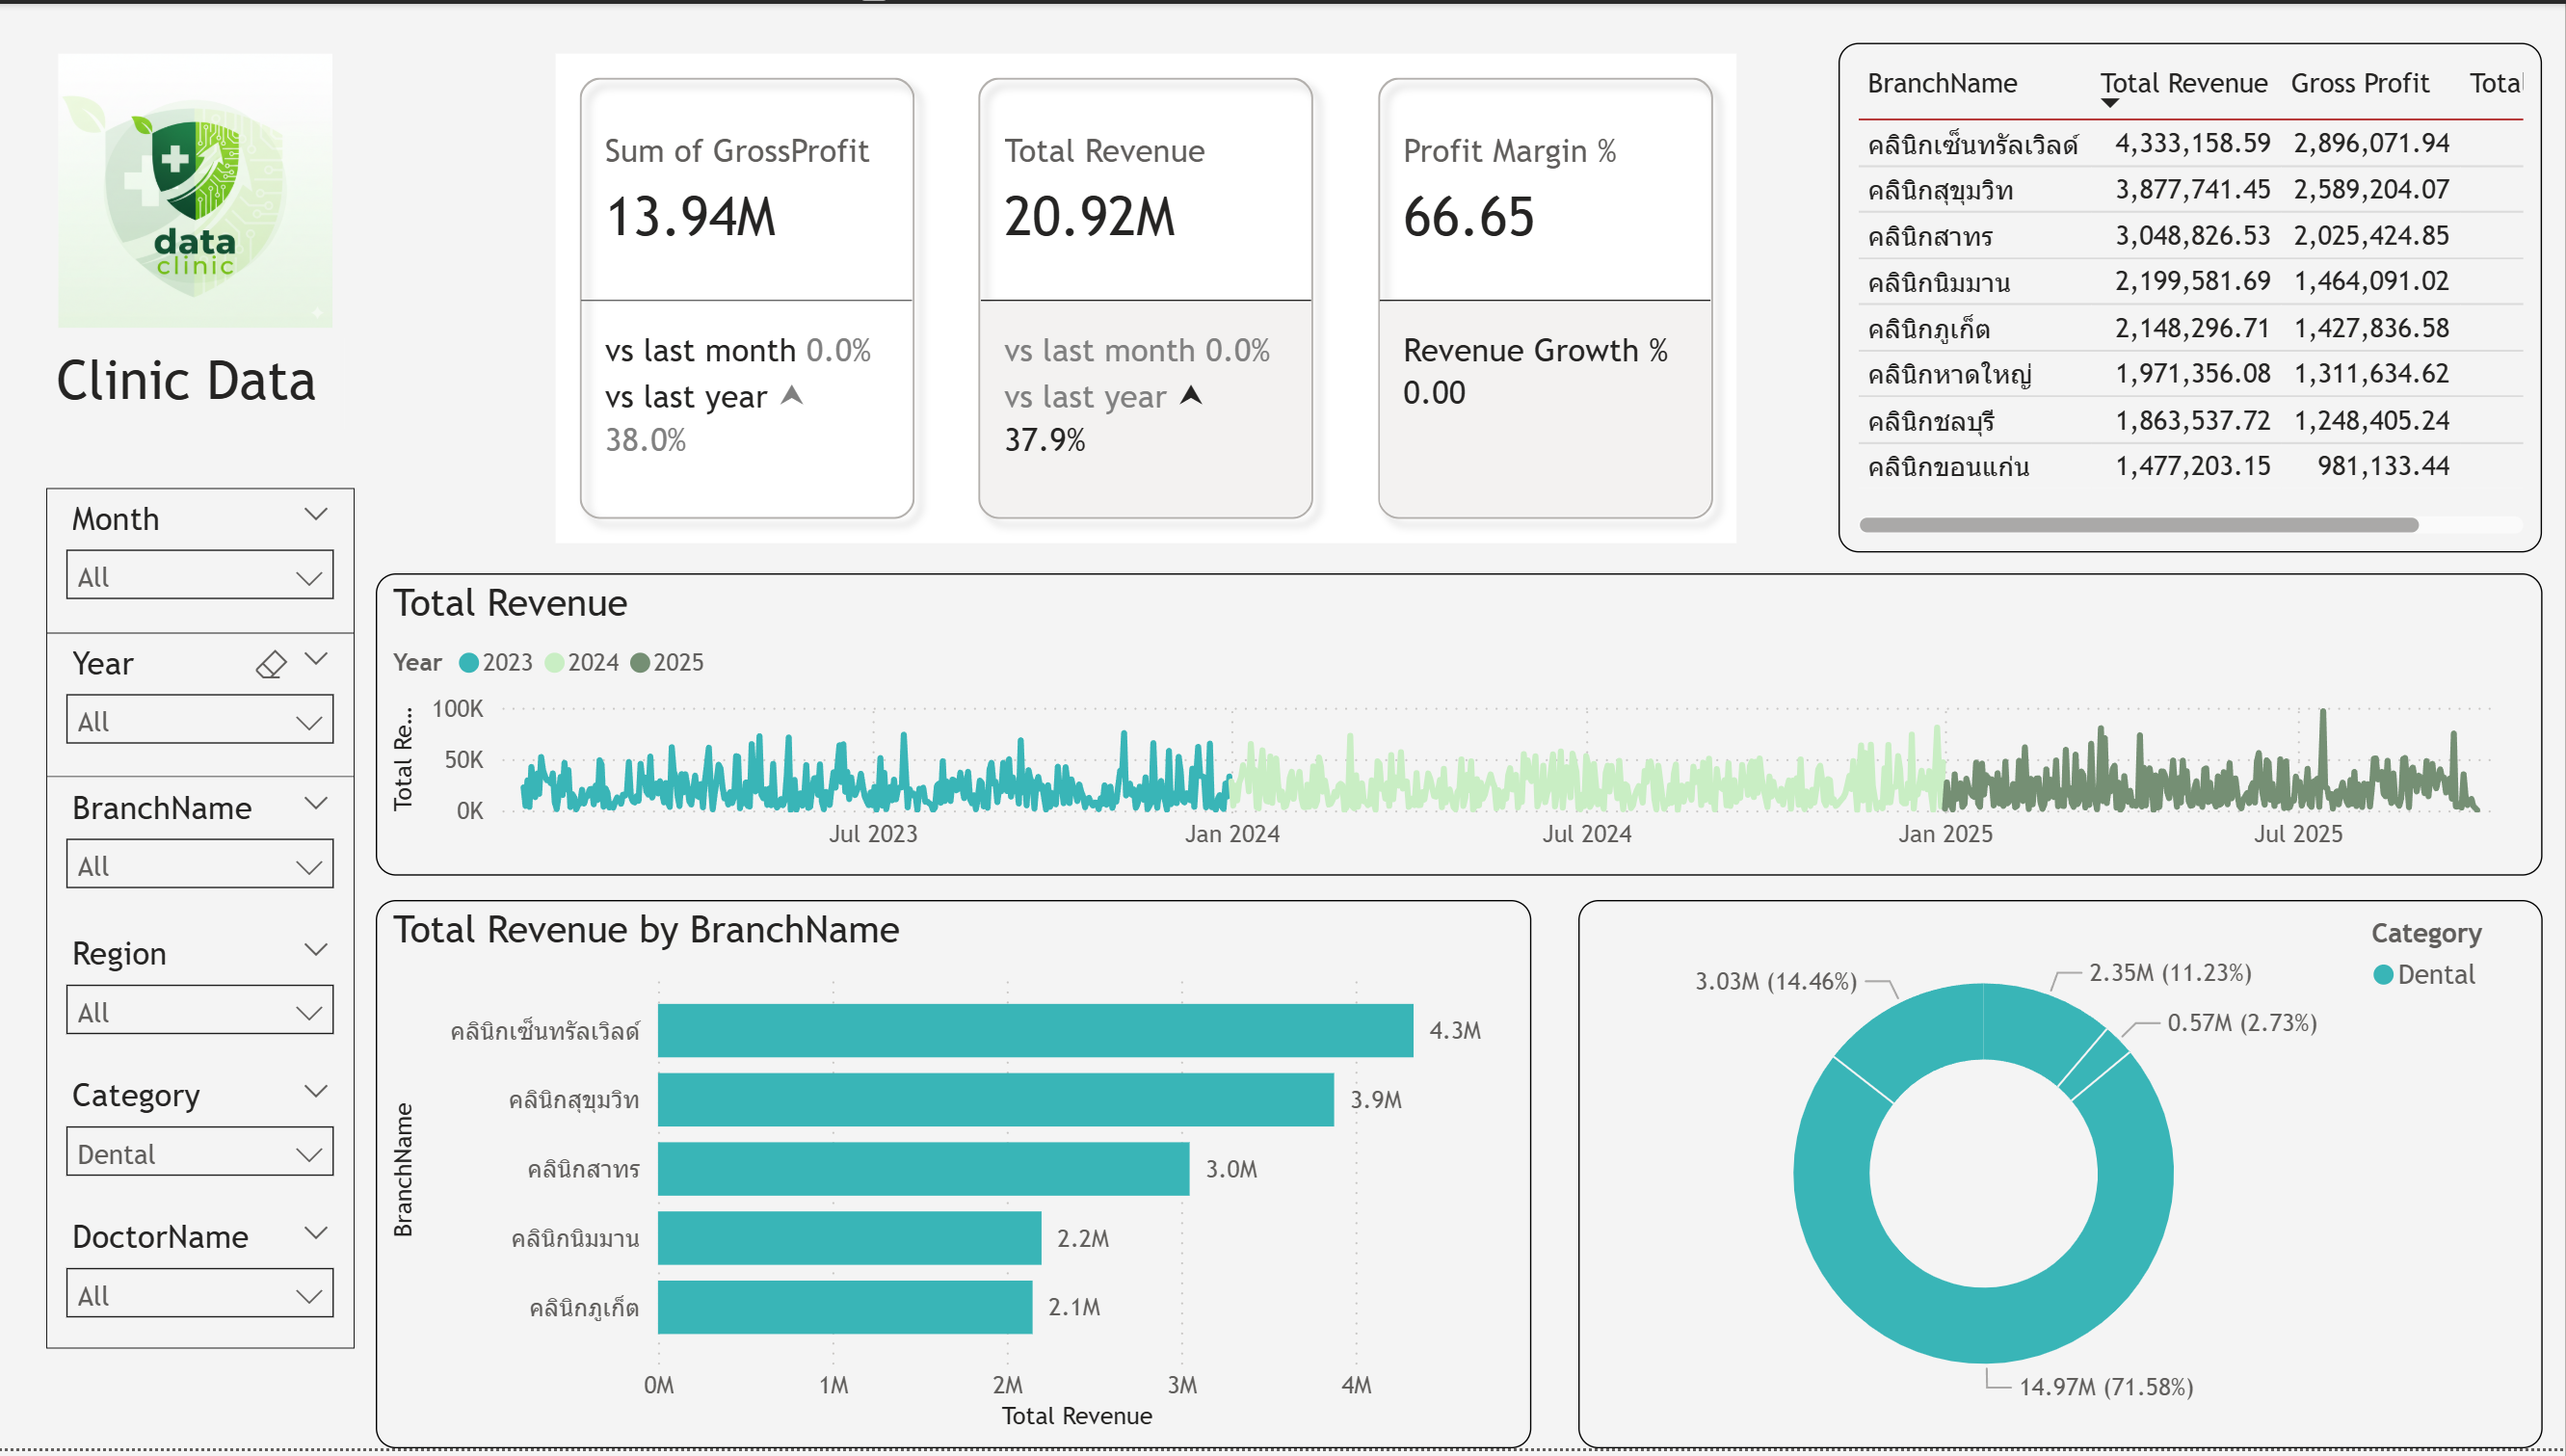 data
clinic
Clinic Data
Sum of GrossProfit
13.94M
vs last month 0.0%
vs last year
38.0%
Total Revenue
20.92M
vs last month 0.0%
vs last year
37.9%
Profit Margin %
66.65
Revenue Growth %
0.00
BranchName Total Revenue Gross Profit Total
คลินิกเซ็นทรัลเวิลด์ 4,333,158.59 2,896,071.94
คลินิกสุขุมวิท 3,877,741.45 2,589,204.07
คลินิกสาทร 3,048,826.53 2,025,424.85
คลินิกนิมมาน 2,199,581.69 1,464,091.02
คลินิกภูเก็ต 2,148,296.71 1,427,836.58
คลินิกหาดใหญ่ 1,971,356.08 1,311,634.62
คลินิกชลบุรี 1,863,537.72 1,248,405.24
คลินิกขอนแก่น 1,477,203.15 981,133.44
Month
All
Year
All
BranchName
All
Region
All
Category
Dental
DoctorName
All
Total Revenue
Year 2023 2024 2025
Total Re...
100K
50K
0K
Jul 2023 Jan 2024 Jul 2024 Jan 2025 Jul 2025
Total Revenue by BranchName
BranchName
คลินิกเซ็นทรัลเวิลด์ 4.3M
คลินิกสุขุมวิท 3.9M
คลินิกสาทร 3.0M
คลินิกนิมมาน 2.2M
คลินิกภูเก็ต 2.1M
0M 1M 2M 3M 4M
Total Revenue
Category
Dental
3.03M (14.46%)
2.35M (11.23%)
0.57M (2.73%)
14.97M (71.58%)